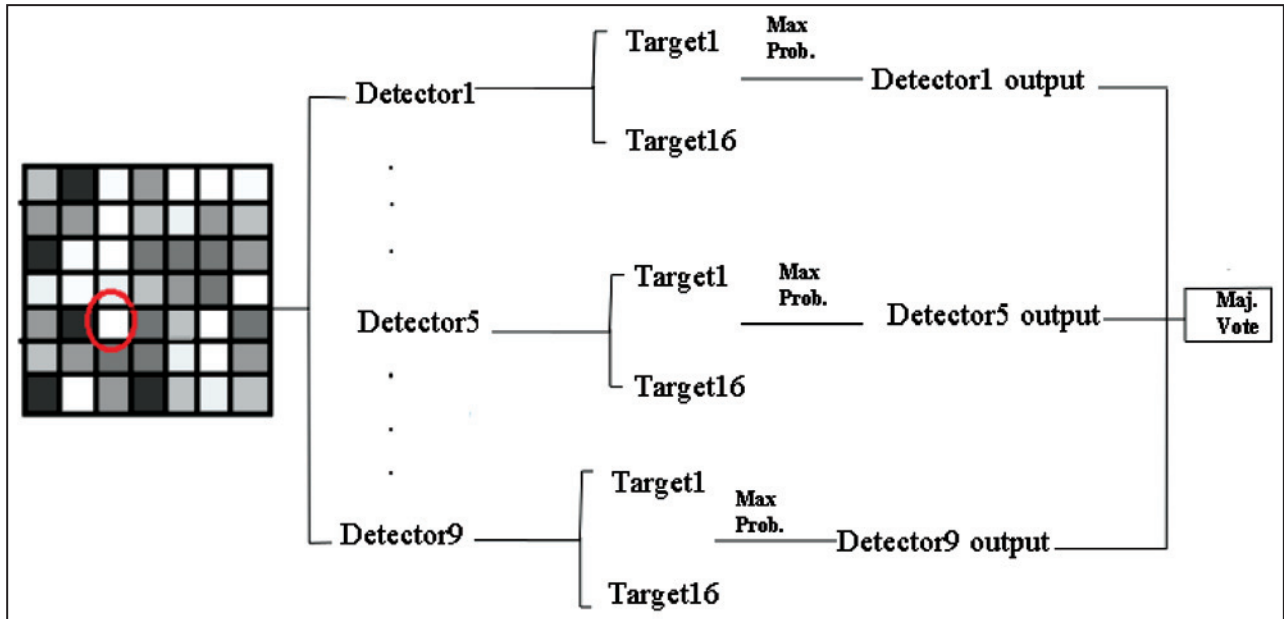 Target1
Max
Prob.
Detector1
Detector1 output
Target16
Target1
Max
Prob.
Detector5
Detector5 output
Maj.
Vote
Target16
Target1
Max
Prob.
Detector9
Detector9 output
Target16